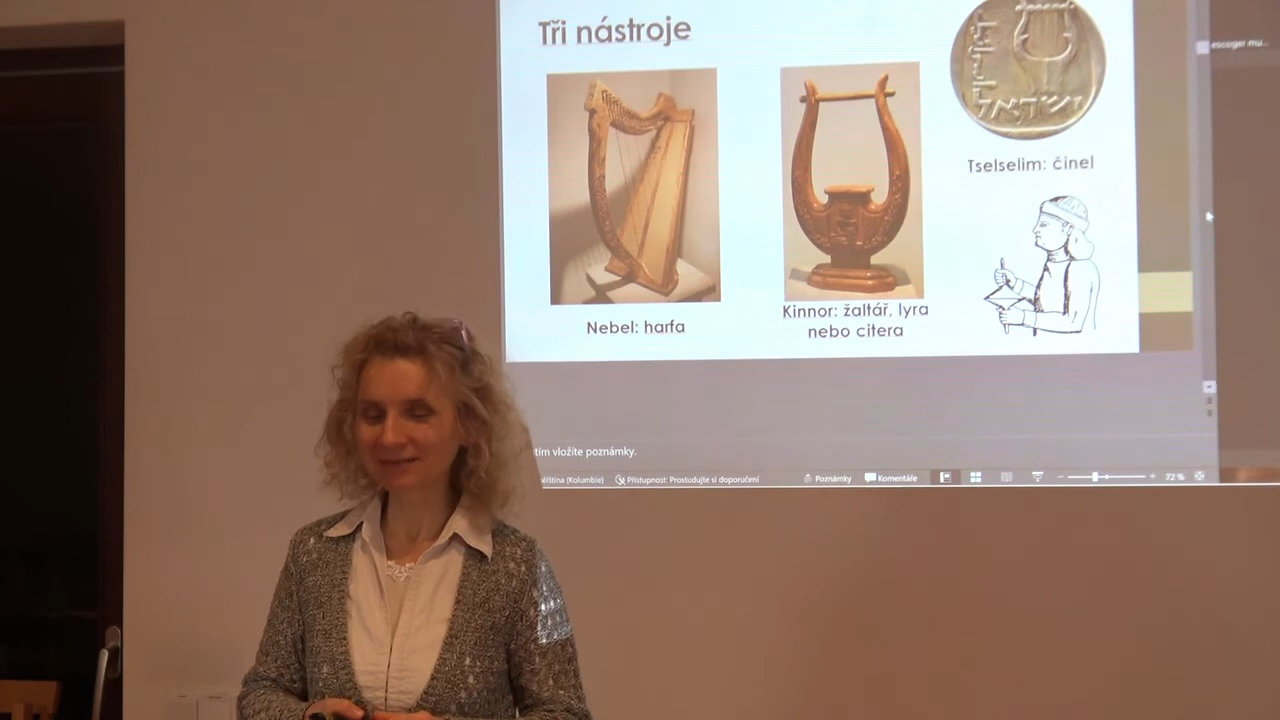 Tři nástroje
Tselselim: činel
Nebel: harfa
Kinnor: žaltář, lyra
nebo citera
tím vložíte poznámky.
(Kolumbie)
Přístupnost: Prostudujte si doporučení
Poznámky
Komentáře
72 %